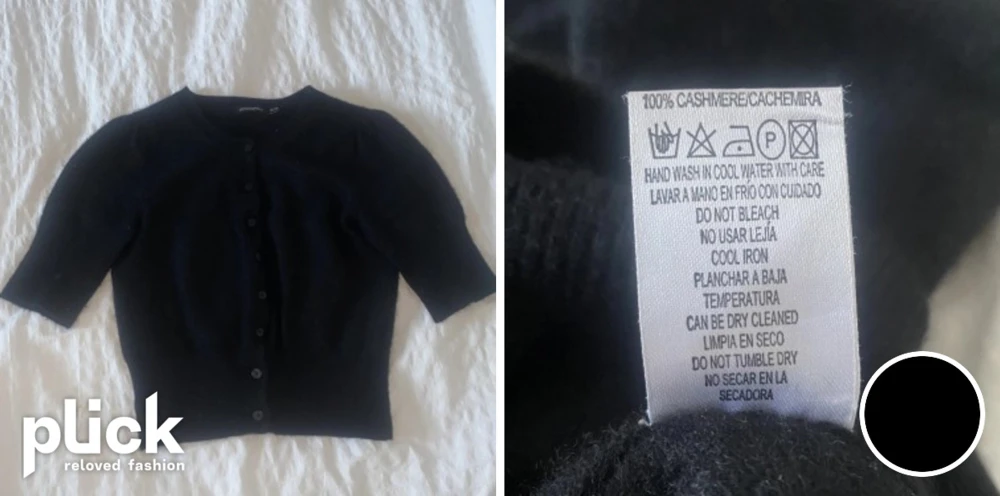 plick
reloved fashion
100% CASHMERE/CACHEMIRA
P
HAND WASH IN COOL WATER WITH CARE
LAVAR A MANO EN FRÍO CON CUIDADO
DO NOT BLEACH
NO USAR LEJÍA
COOL IRON
PLANCHAR A BAJA
TEMPERATURA
CAN BE DRY CLEANED
LIMPIA EN SECO
DO NOT TUMBLE DRY
NO SECAR EN LA
SECADORA